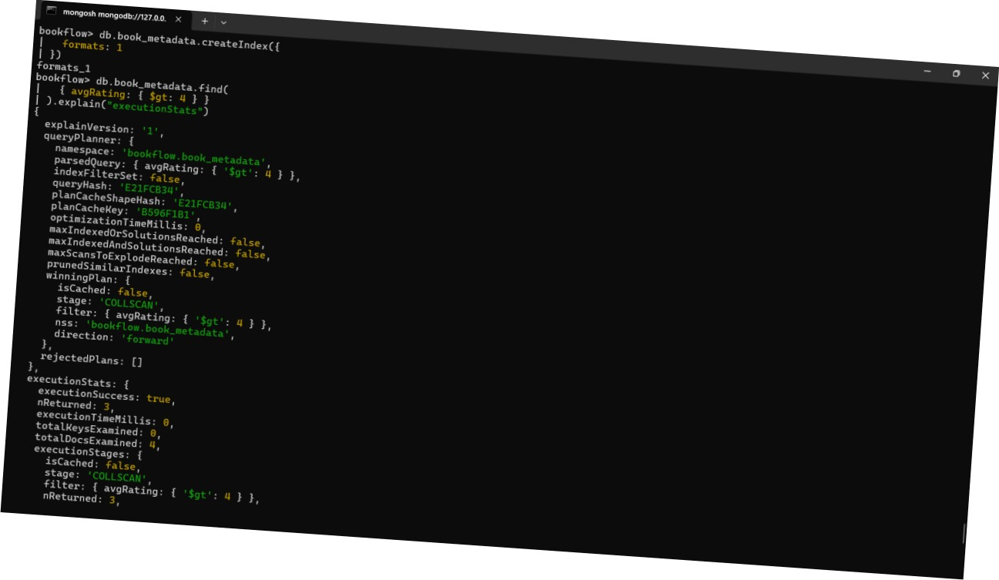 mongosh mongodb://127.0.0.
bookflow> db.book_metadata.createIndex({
|   formats: 1
| })
formats_1
bookflow> db.book_metadata.find(
|   { avgRating: { $gt: 4 } }
| ).explain("executionStats")
{
  explainVersion: '1',
  queryPlanner: {
    namespace: 'bookflow.book_metadata',
    parsedQuery: { avgRating: { '$gt': 4 } },
    indexFilterSet: false,
    queryHash: 'E21FCB34',
    planCacheShapeHash: 'E21FCB34',
    planCacheKey: 'B596F1B1',
    optimizationTimeMillis: 0,
    maxIndexedOrSolutionsReached: false,
    maxIndexedAndSolutionsReached: false,
    maxScansToExplodeReached: false,
    prunedSimilarIndexes: false,
    winningPlan: {
      isCached: false,
      stage: 'COLLSCAN',
      filter: { avgRating: { '$gt': 4 } },
      nss: 'bookflow.book_metadata',
      direction: 'forward'
    },
    rejectedPlans: []
  },
  executionStats: {
    executionSuccess: true,
    nReturned: 3,
    executionTimeMillis: 0,
    totalKeysExamined: 0,
    totalDocsExamined: 4,
    executionStages: {
      isCached: false,
      stage: 'COLLSCAN',
      filter: { avgRating: { '$gt': 4 } },
      nReturned: 3,